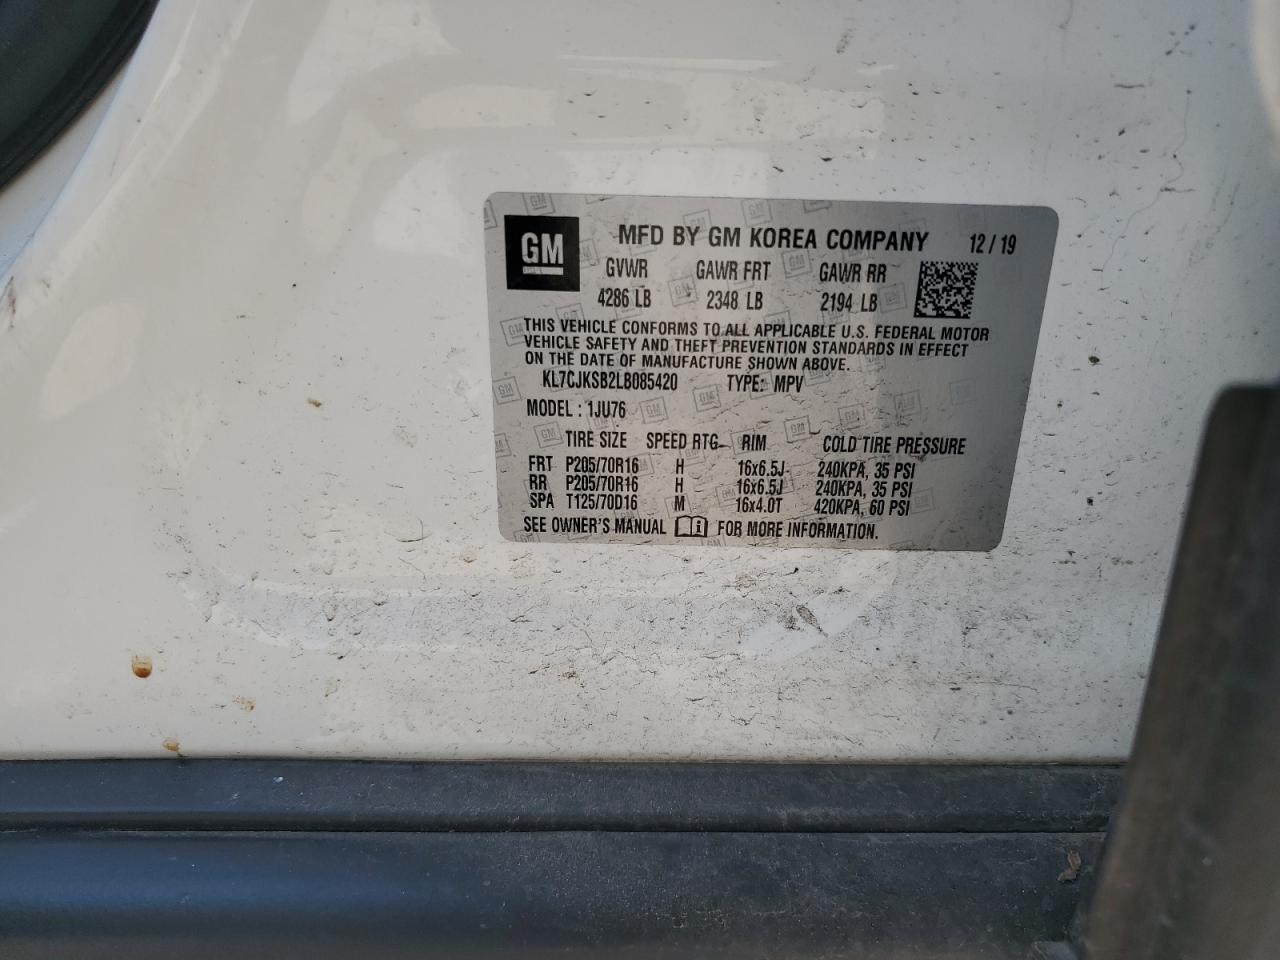 GM MFD BY GM KOREA COMPANY 12 / 19
GVWR GAWR FRT GAWR RR
4286 LB 2348 LB 2194 LB
THIS VEHICLE CONFORMS TO ALL APPLICABLE U.S. FEDERAL MOTOR
VEHICLE SAFETY AND THEFT PREVENTION STANDARDS IN EFFECT
ON THE DATE OF MANUFACTURE SHOWN ABOVE.
KL7CJKSB2LB085420 TYPE: MPV
MODEL : 1JU76
TIRE SIZE SPEED RTG RIM COLD TIRE PRESSURE
FRT P205/70R16 H 16x6.5J 240KPA, 35 PSI
RR P205/70R16 H 16x6.5J 240KPA, 35 PSI
SPA T125/70D16 M 16x4.0T 420KPA, 60 PSI
SEE OWNER'S MANUAL FOR MORE INFORMATION.